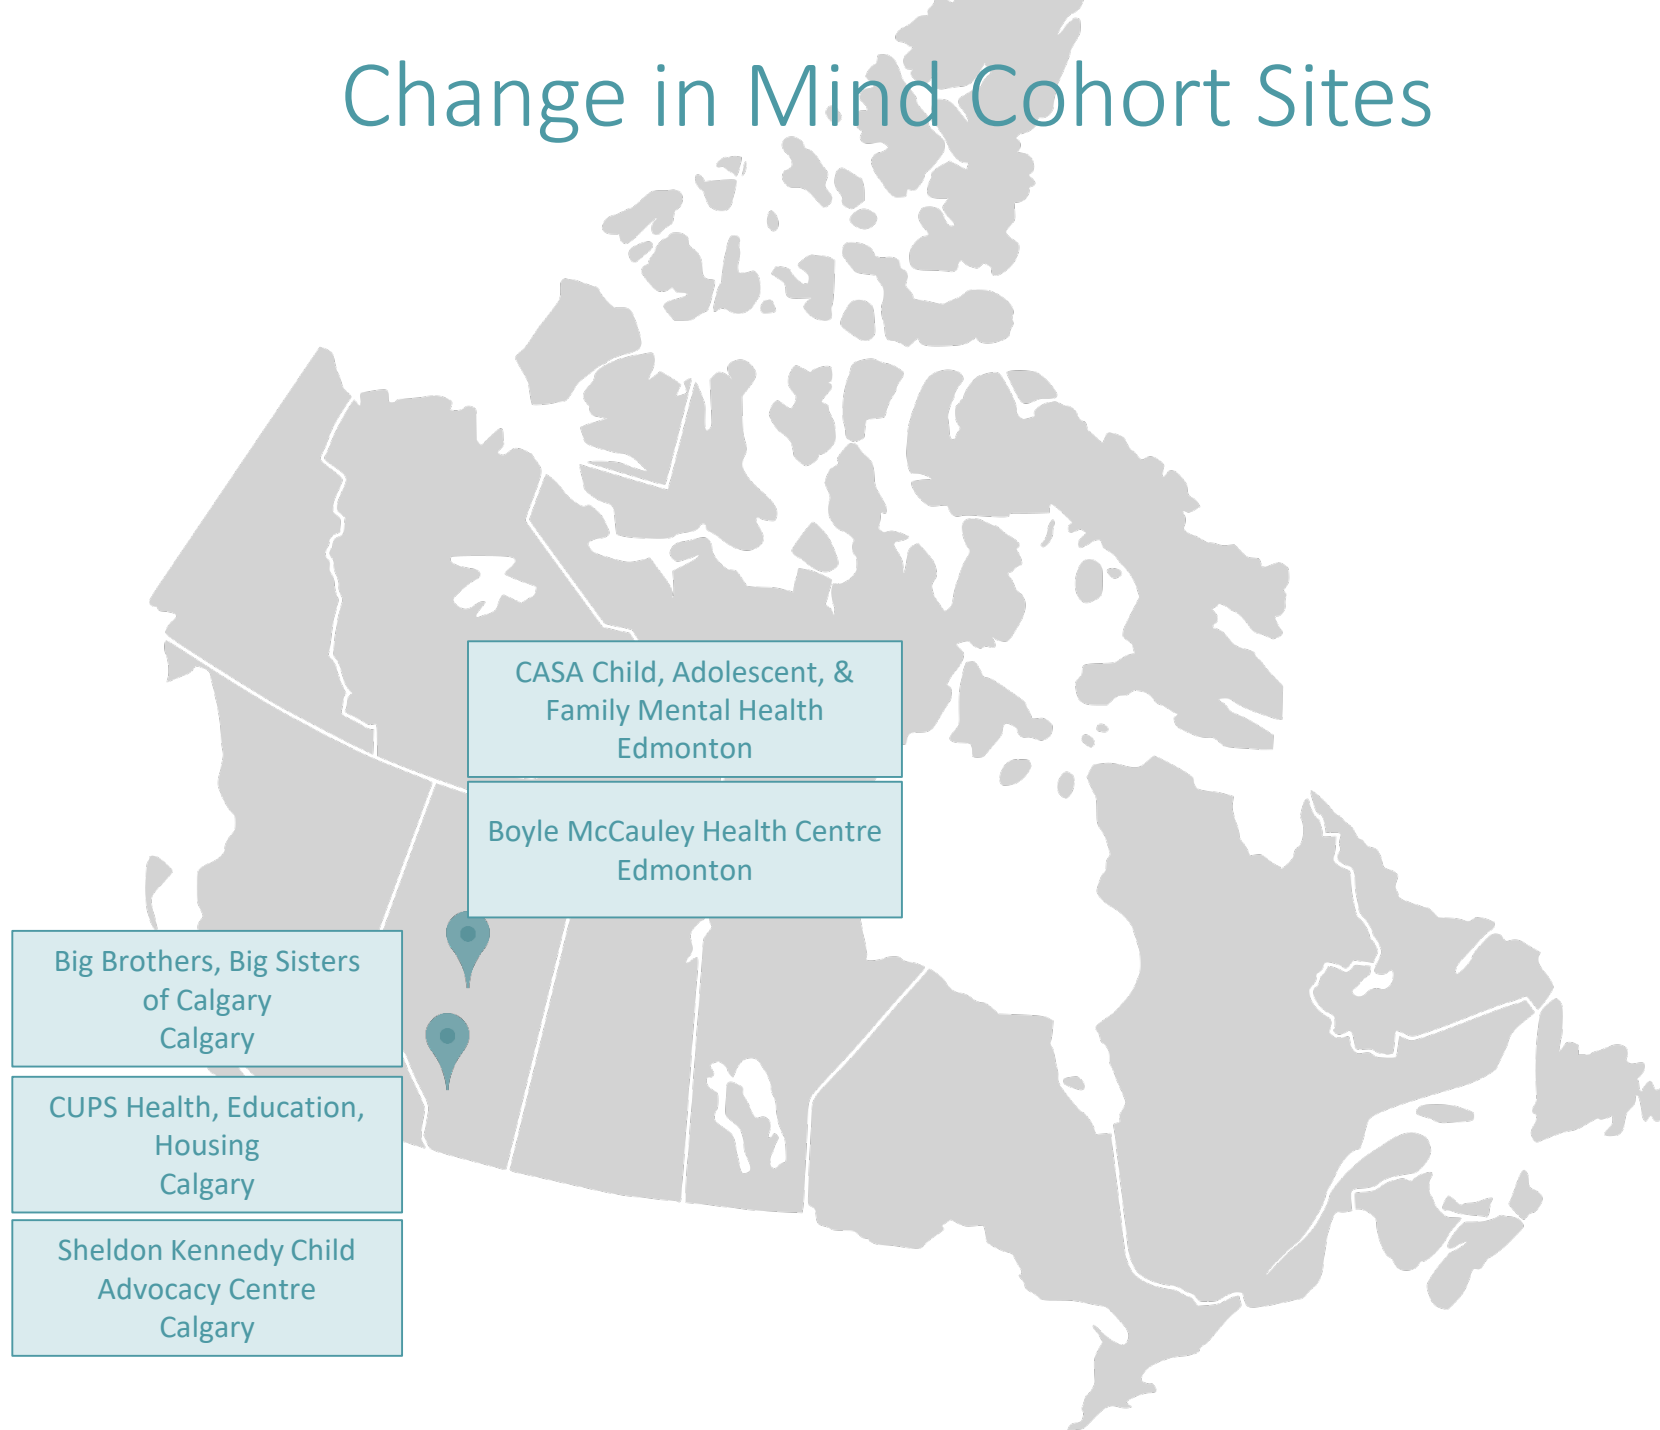 Change in Mind Cohort Sites
CASA Child, Adolescent, &
Family Mental Health
Edmonton
Boyle McCauley Health Centre
Edmonton
Big Brothers, Big Sisters
of Calgary
Calgary
CUPS Health, Education,
Housing
Calgary
Sheldon Kennedy Child
Advocacy Centre
Calgary